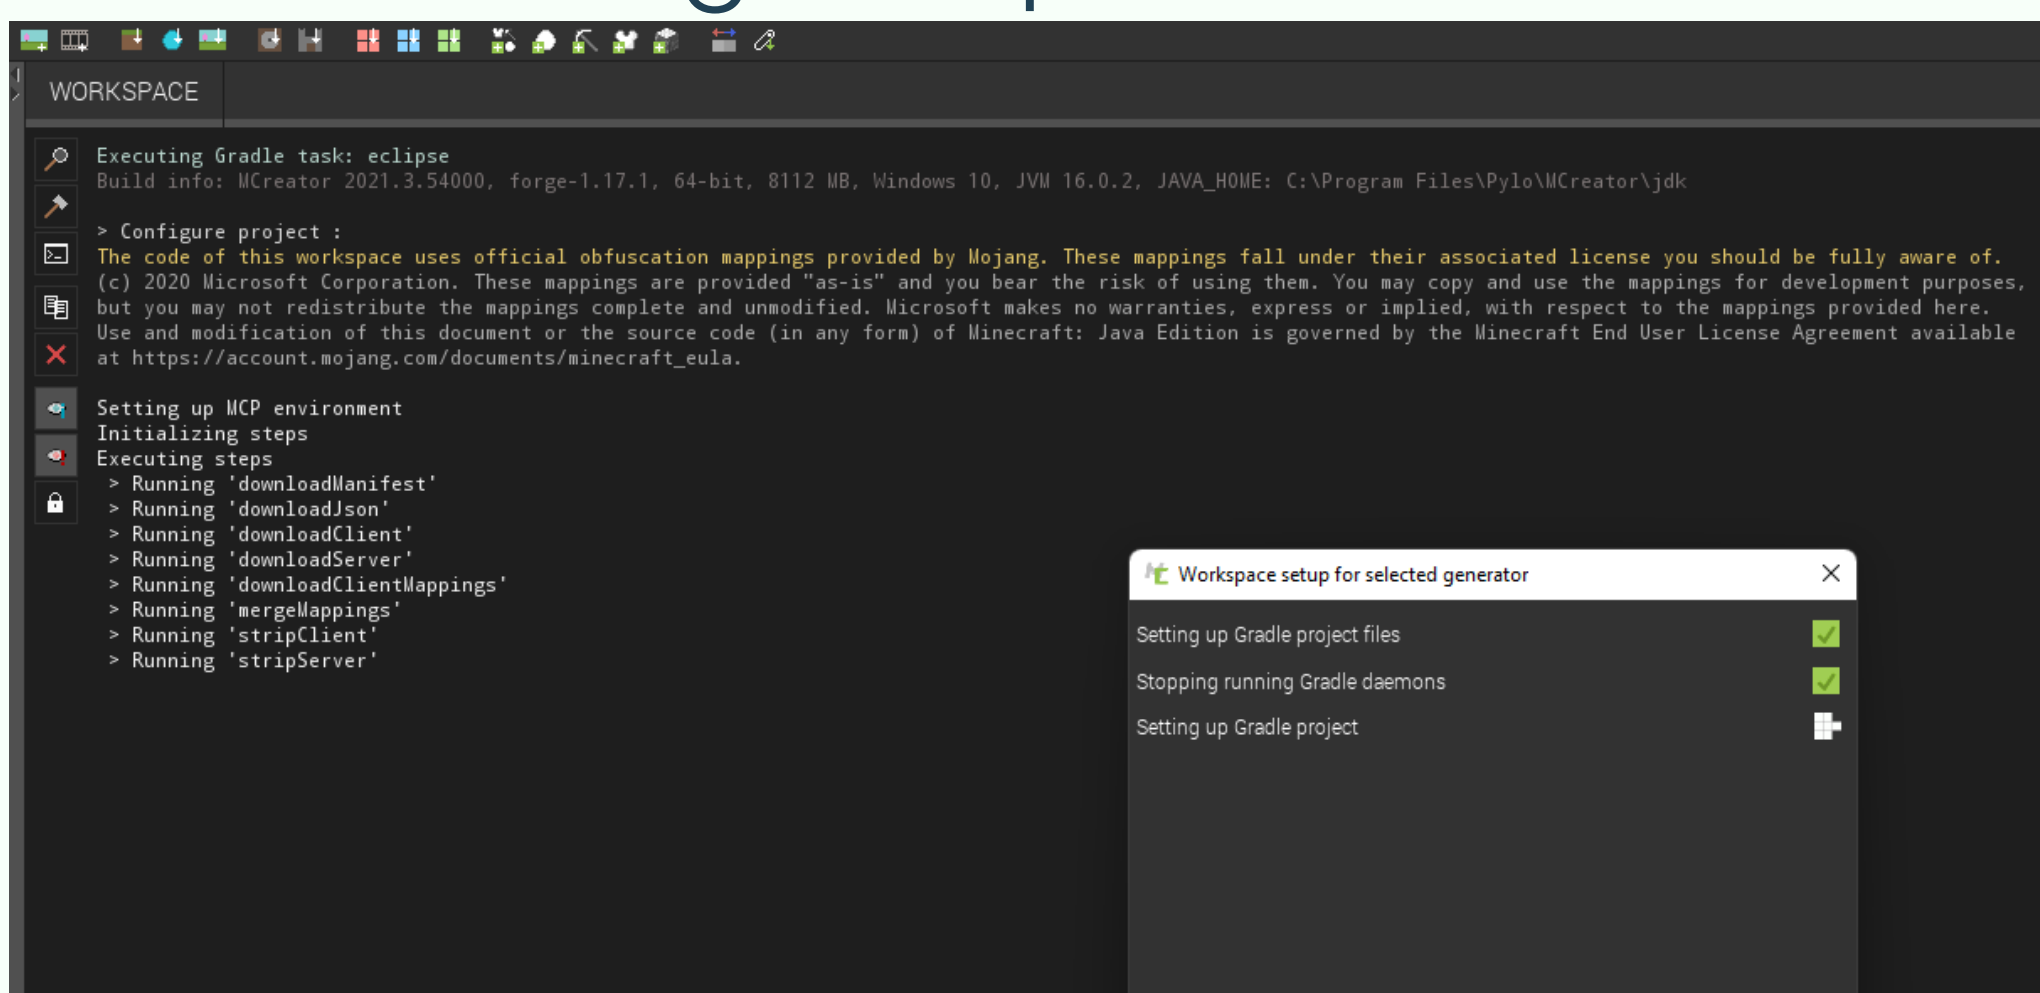 WORKSPACE
Executing Gradle task: eclipse
Build info: MCreator 2021.3.54000, forge-1.17.1, 64-bit, 8112 MB, Windows 10, JVM 16.0.2, JAVA_HOME: C:\Program Files\Pylo\MCreator\jdk
> Configure project :
The code of this workspace uses official obfuscation mappings provided by Mojang. These mappings fall under their associated license you should be fully aware of.
(c) 2020 Microsoft Corporation. These mappings are provided "as-is" and you bear the risk of using them. You may copy and use the mappings for development purposes,
but you may not redistribute the mappings complete and unmodified. Microsoft makes no warranties, express or implied, with respect to the mappings provided here.
Use and modification of this document or the source code (in any form) of Minecraft: Java Edition is governed by the Minecraft End User License Agreement available
at https://account.mojang.com/documents/minecraft_eula.
Setting up MCP environment
Initializing steps
Executing steps
> Running 'downloadManifest'
> Running 'downloadJson'
> Running 'downloadClient'
> Running 'downloadServer'
> Running 'downloadClientMappings'
> Running 'mergeMappings'
> Running 'stripClient'
> Running 'stripServer'
Workspace setup for selected generator
Setting up Gradle project files
Stopping running Gradle daemons
Setting up Gradle project